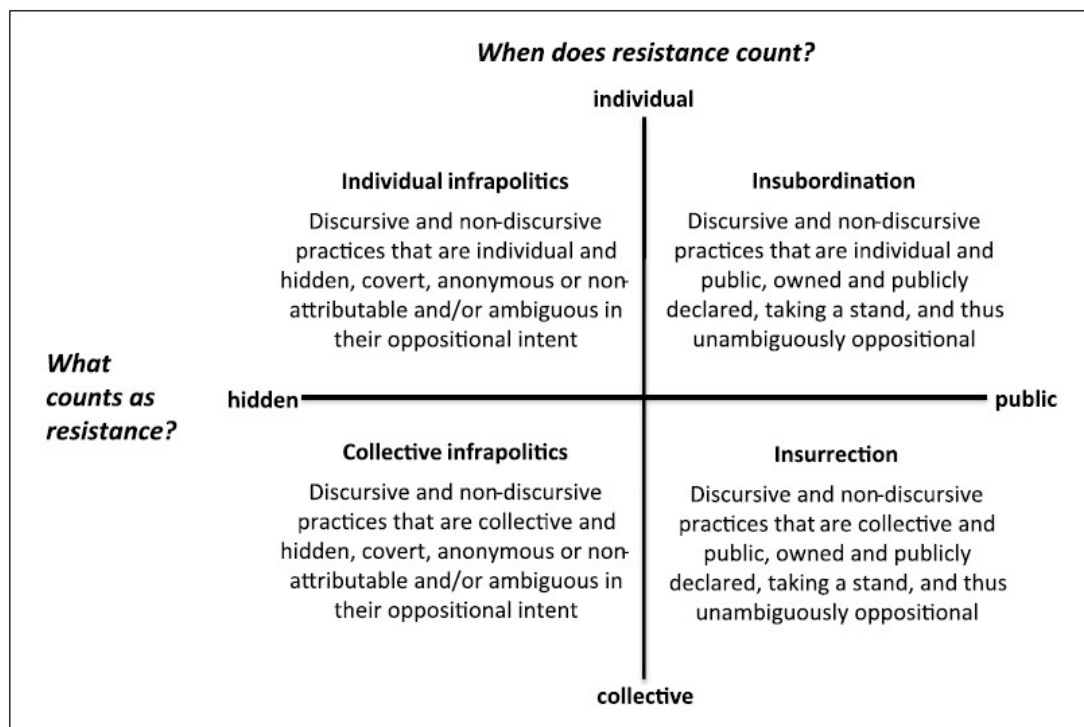 When does resistance count?
individual
Individual infrapolitics
Discursive and non-discursive
practices that are individual and
hidden, covert, anonymous or non-
attributable and/or ambiguous in
their oppositional intent
Insubordination
Discursive and non-discursive
practices that are individual and
public, owned and publicly
declared, taking a stand, and thus
unambiguously oppositional
What
counts as
resistance?
hidden
public
Collective infrapolitics
Discursive and non-discursive
practices that are collective and
hidden, covert, anonymous or non-
attributable and/or ambiguous in
their oppositional intent
Insurrection
Discursive and non-discursive
practices that are collective and
public, owned and publicly
declared, taking a stand, and thus
unambiguously oppositional
collective